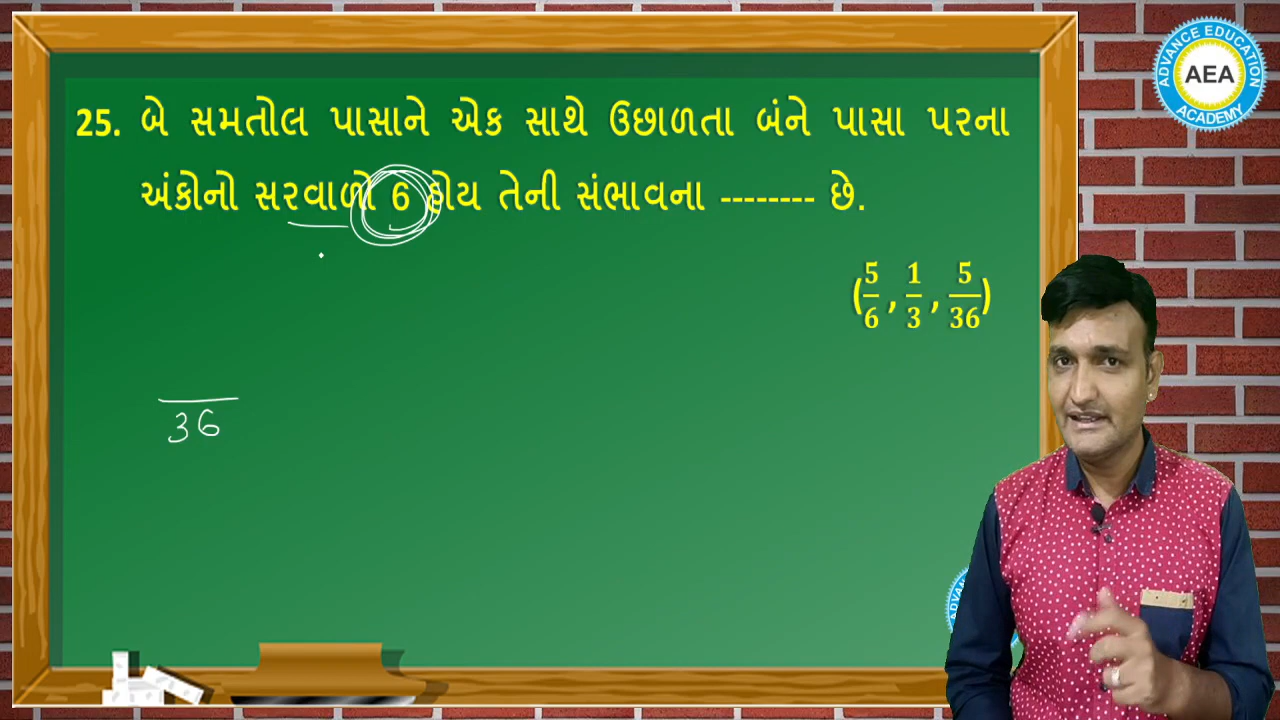 25. બે સમતોલ પાસાને એક સાથે ઉછાળતા બંને પાસા પરના
અંકોનો સરવાળો 6 હોય તેની સંભાવના -------- છે.
(5/6 , 1/3 , 5/36)
36
ADVANCE EDUCATION
AEA
ACADEMY